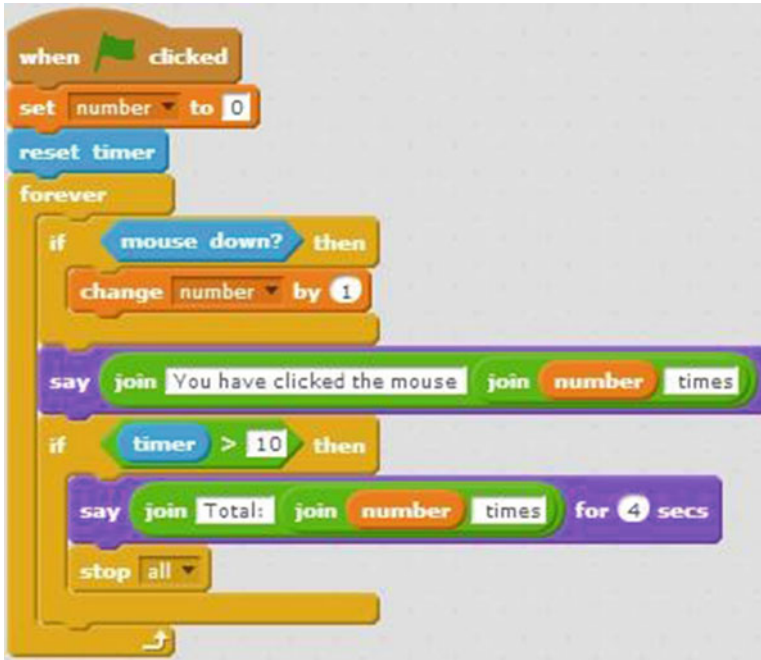 when clicked
set number to 0
reset timer
forever
if mouse down? then
change number by 1
say join You have clicked the mouse join number times
if timer > 10 then
say join Total: join number times for 4 secs
stop all